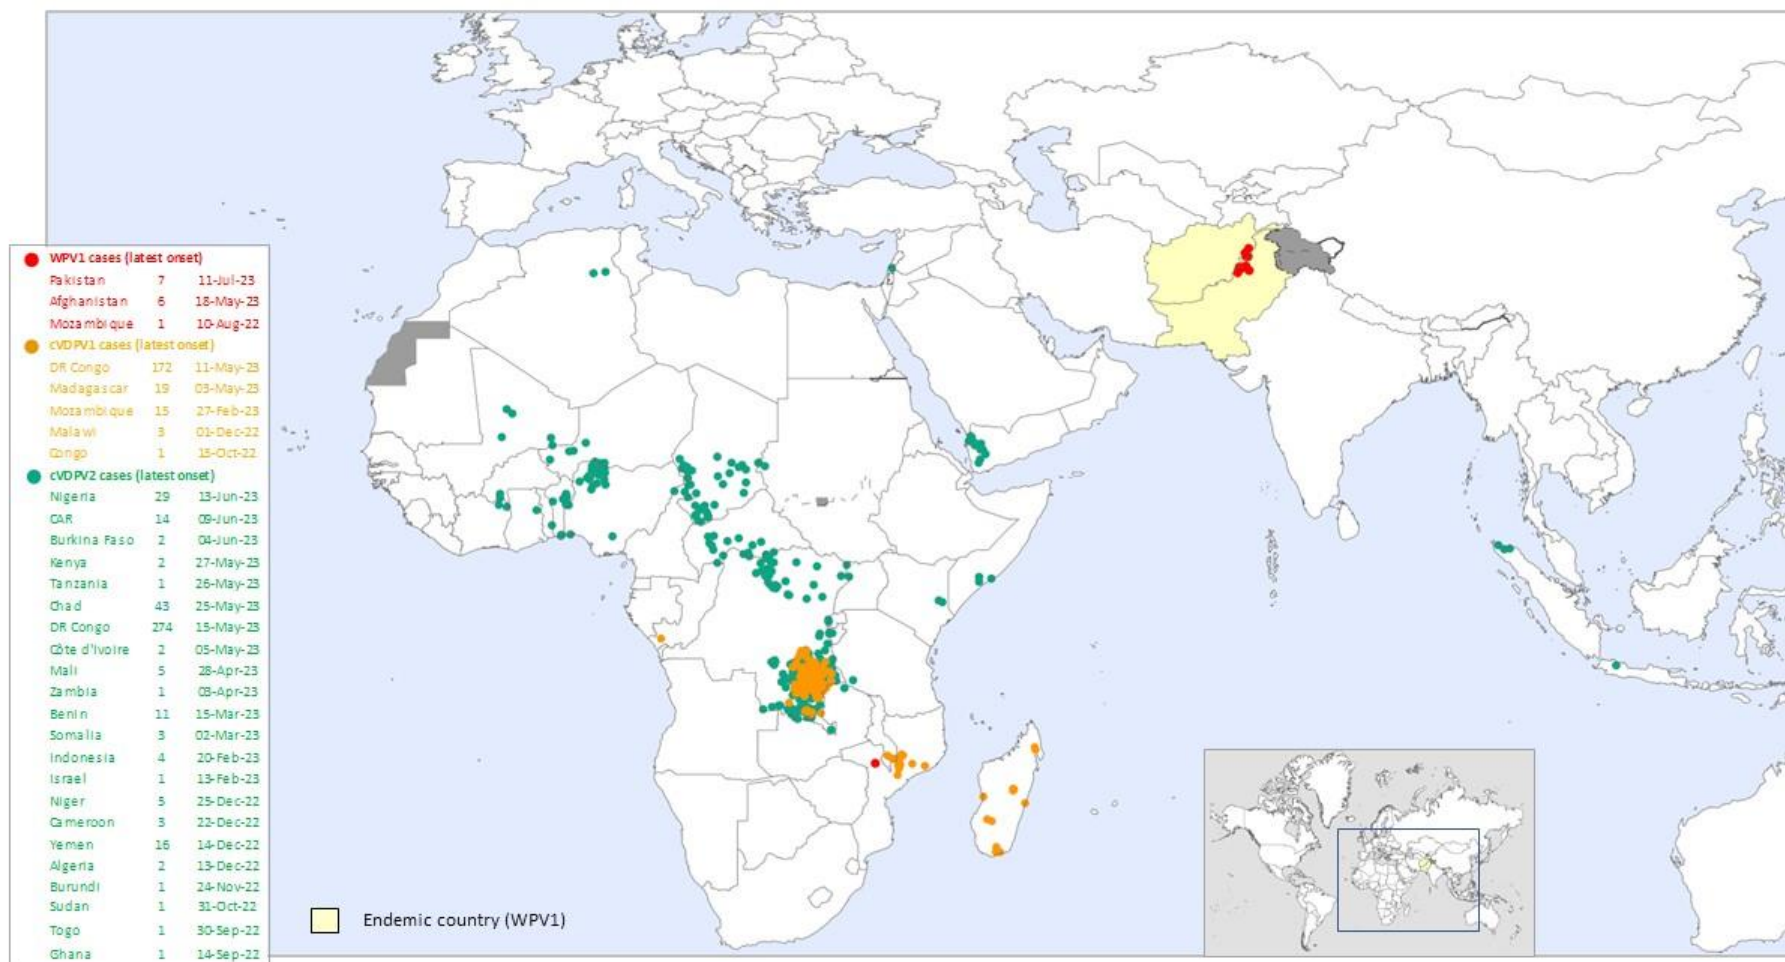 WPV1 cases (latest onset)
Pakistan 7 11-Jul-23
Afghanistan 6 18-May-23
Mozambique 1 10-Aug-22
cVDPV1 cases (latest onset)
DR Congo 172 11-May-23
Madagascar 19 03-May-23
Mozambique 15 27-Feb-23
Malawi 3 01-Dec-22
Congo 1 13-Oct-22
cVDPV2 cases (latest onset)
Nigeria 29 13-Jun-23
CAR 14 09-Jun-23
Burkina Faso 2 04-Jun-23
Kenya 2 27-May-23
Tanzania 1 26-May-23
Chad 43 25-May-23
DR Congo 274 15-May-23
Côte d'Ivoire 2 05-May-23
Mali 5 28-Apr-23
Zambia 1 03-Apr-23
Benin 11 15-Mar-23
Somalia 3 02-Mar-23
Indonesia 4 20-Feb-23
Israel 1 13-Feb-23
Niger 5 25-Dec-22
Cameroon 3 22-Dec-22
Yemen 16 14-Dec-22
Algeria 2 13-Dec-22
Burundi 1 24-Nov-22
Sudan 1 31-Oct-22
Togo 1 30-Sep-22
Ghana 1 14-Sep-22
Endemic country (WPV1)